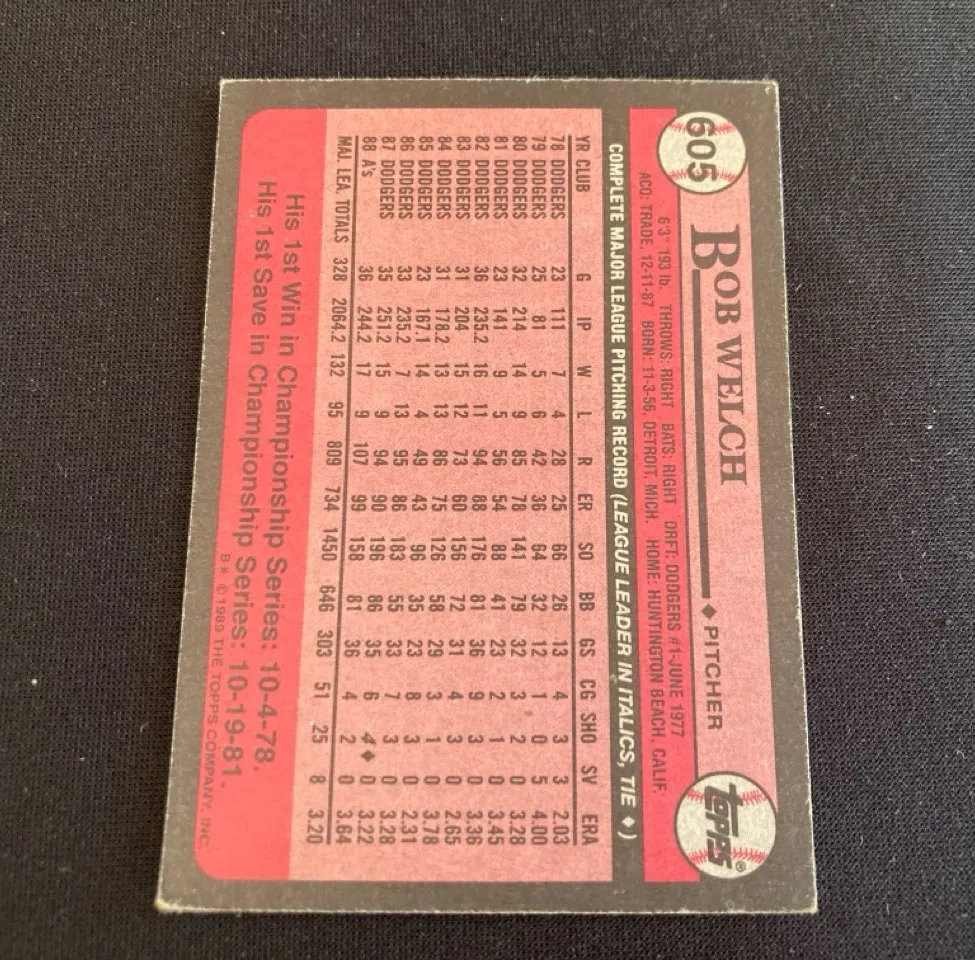 605
BOB WELCH ♦ PITCHER
topps®
6'3" 193 lb. THROWS: RIGHT BATS: RIGHT DRFT: DODGERS #1-JUNE 1977
ACQ: TRADE, 12-11-87 BORN: 11-3-56, DETROIT, MICH. HOME: HUNTINGTON BEACH, CALIF.
COMPLETE MAJOR LEAGUE PITCHING RECORD (LEAGUE LEADER IN ITALICS, TIE ♦)
YR CLUB G IP W L R ER SO BB GS CG SHO SV ERA
78 DODGERS 23 111 7 4 28 25 66 26 13 4 3 3 2.03
79 DODGERS 25 81 5 6 42 36 64 32 12 1 0 5 4.00
80 DODGERS 32 214 14 9 85 78 141 79 32 3 2 0 3.28
81 DODGERS 23 141 9 5 56 54 88 41 23 2 1 0 3.45
82 DODGERS 36 235.2 16 11 94 88 176 81 36 9 3 0 3.36
83 DODGERS 31 204 15 12 73 60 156 72 31 4 3 0 2.65
84 DODGERS 31 178.2 13 13 86 75 126 58 29 3 1 0 3.78
85 DODGERS 23 167.1 14 4 49 43 96 35 23 8 3 0 2.31
86 DODGERS 33 235.2 7 13 95 86 183 55 33 7 3 0 3.28
87 DODGERS 35 251.2 15 9 94 90 196 86 35 6 4♦ 0 3.22
88 A's 36 244.2 17 9 107 99 158 81 36 4 2 0 3.64
MAJ. LEA. TOTALS 328 2064.2 132 95 809 734 1450 646 303 51 25 8 3.20
His 1st Win in Championship Series: 10-4-78.
His 1st Save in Championship Series: 10-19-81.
B* © 1989 THE TOPPS COMPANY, INC.